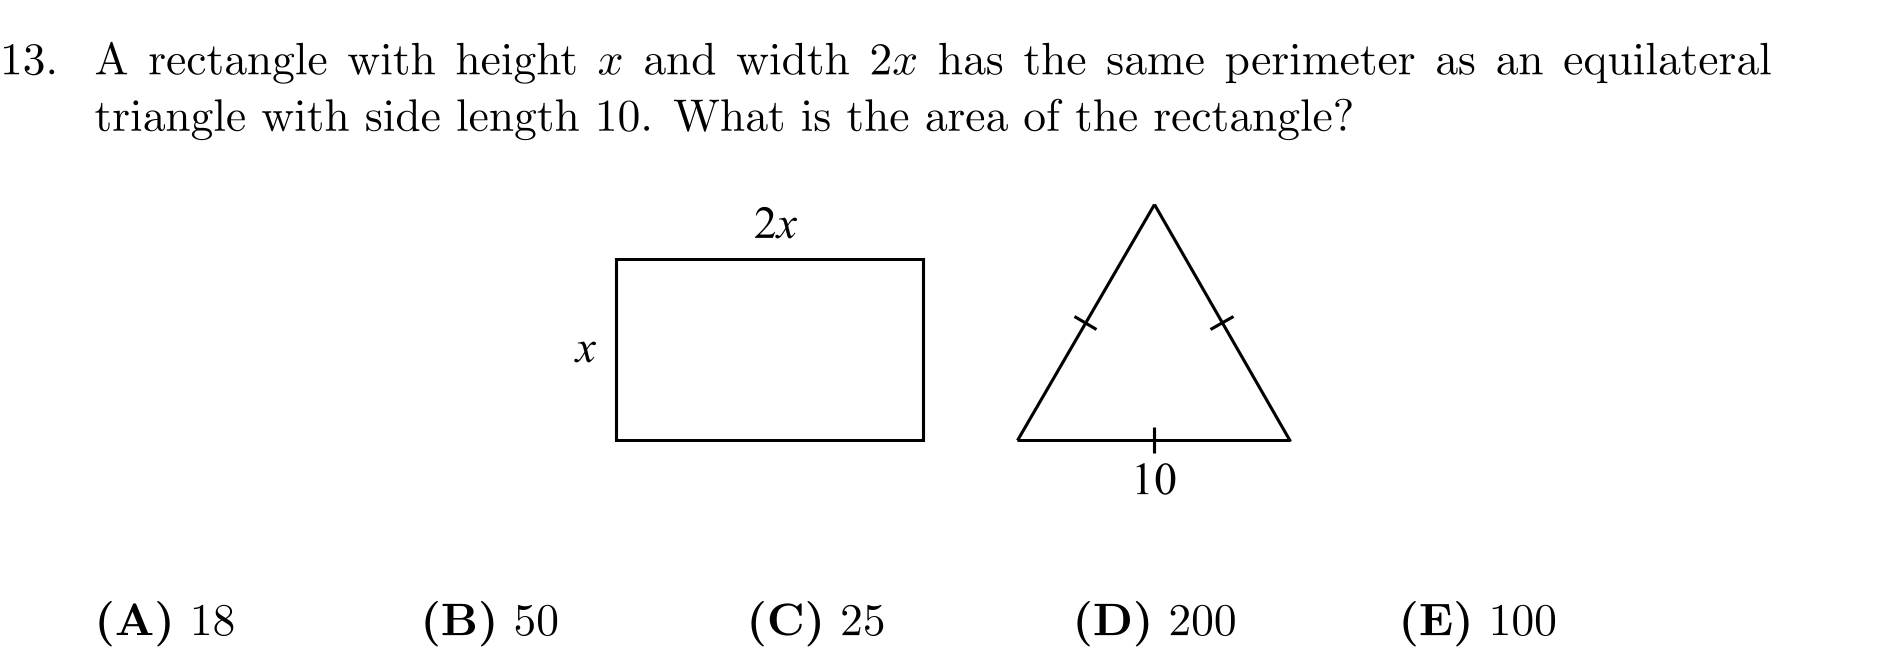 13. A rectangle with height x and width 2x has the same perimeter as an equilateral
triangle with side length 10. What is the area of the rectangle?
2x
x
10
(A) 18 (B) 50 (C) 25 (D) 200 (E) 100